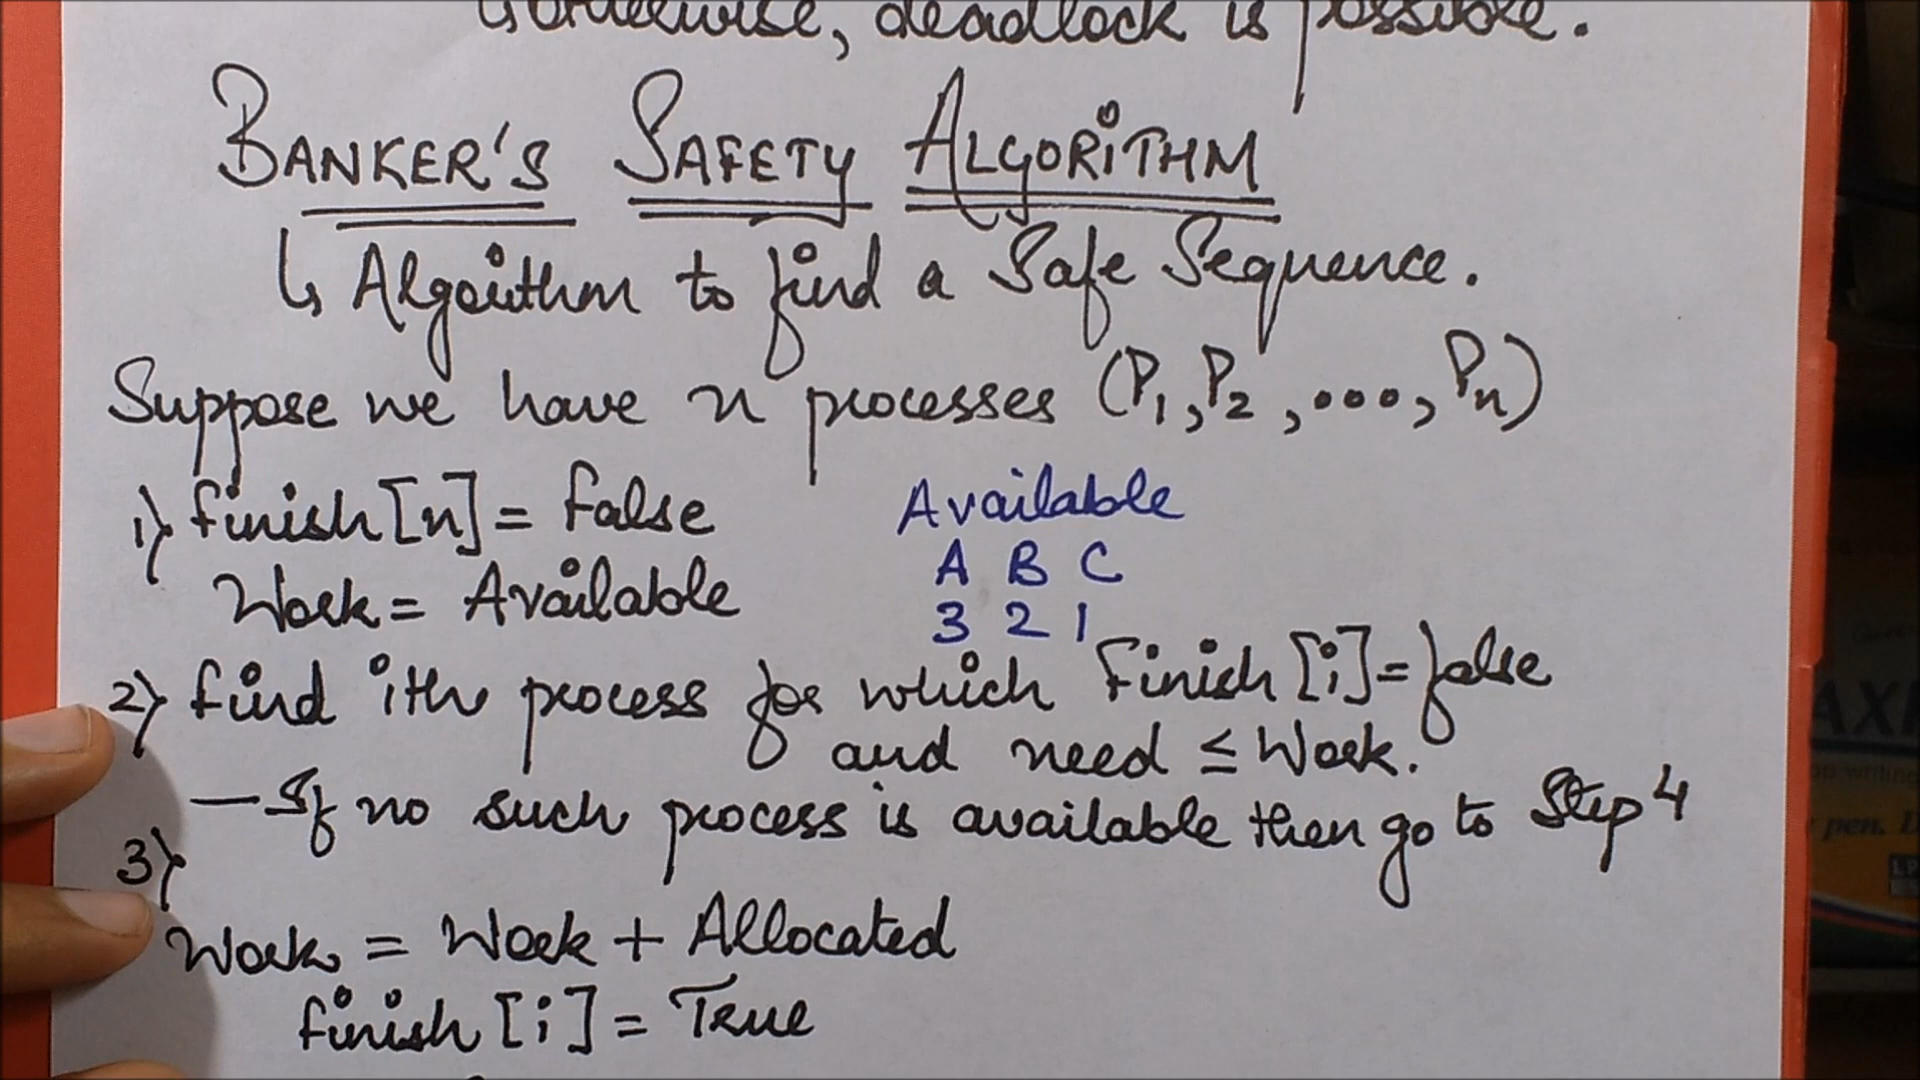 otherwise, deadlock is possible.
BANKER'S SAFETY ALGORiTHM
↳ Algorithm to find a Safe Sequence.
Suppose we have n processes (P1, P2, ...., Pn)
1) finish [n] = false
Work = Available
Available
A B C
3 2 1
2) find ith process for which Finish [i] = false
and need ≤ Work.
— If no such process is available then go to Step 4
3)
Work = Work + Allocated
finish [i] = True
pen.